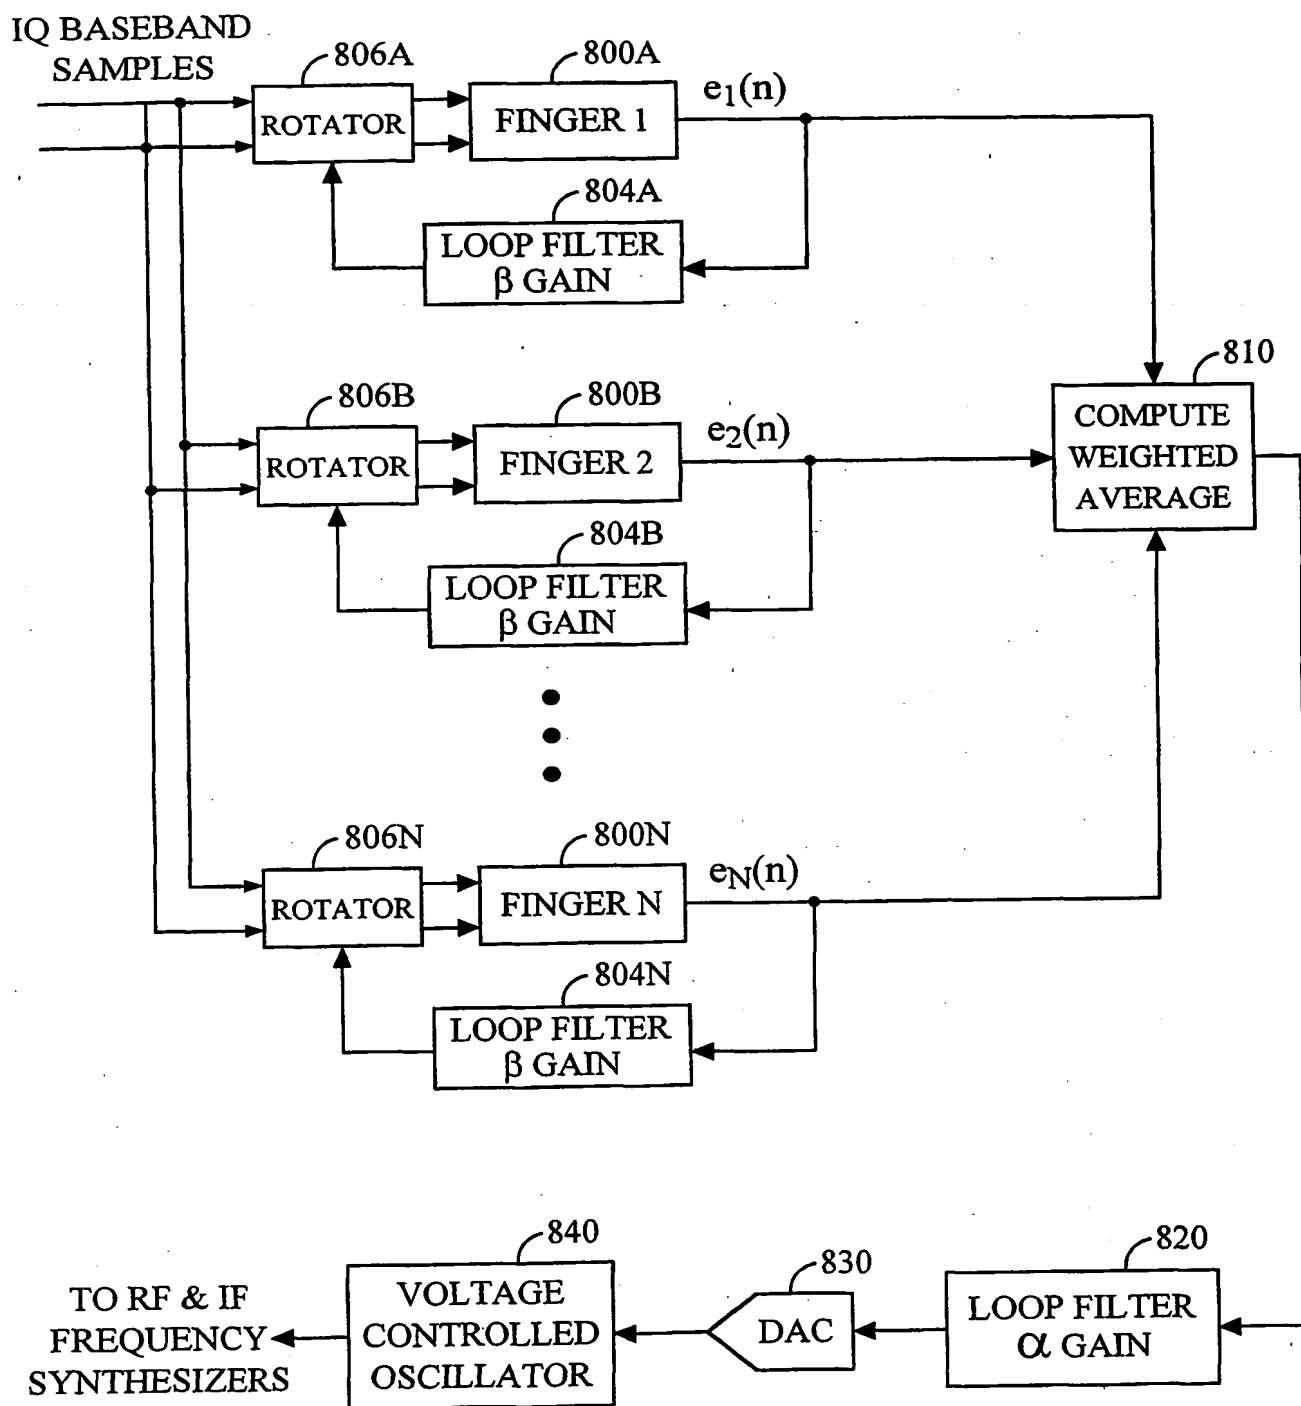 IQ BASEBAND
SAMPLES
806A
800A
ROTATOR
FINGER 1
e1(n)
804A
LOOP FILTER
β GAIN
810
COMPUTE
WEIGHTED
AVERAGE
806B
800B
ROTATOR
FINGER 2
e2(n)
804B
LOOP FILTER
β GAIN
806N
800N
ROTATOR
FINGER N
eN(n)
804N
LOOP FILTER
β GAIN
840
830
820
TO RF & IF
FREQUENCY
SYNTHESIZERS
VOLTAGE
CONTROLLED
OSCILLATOR
DAC
LOOP FILTER
α GAIN